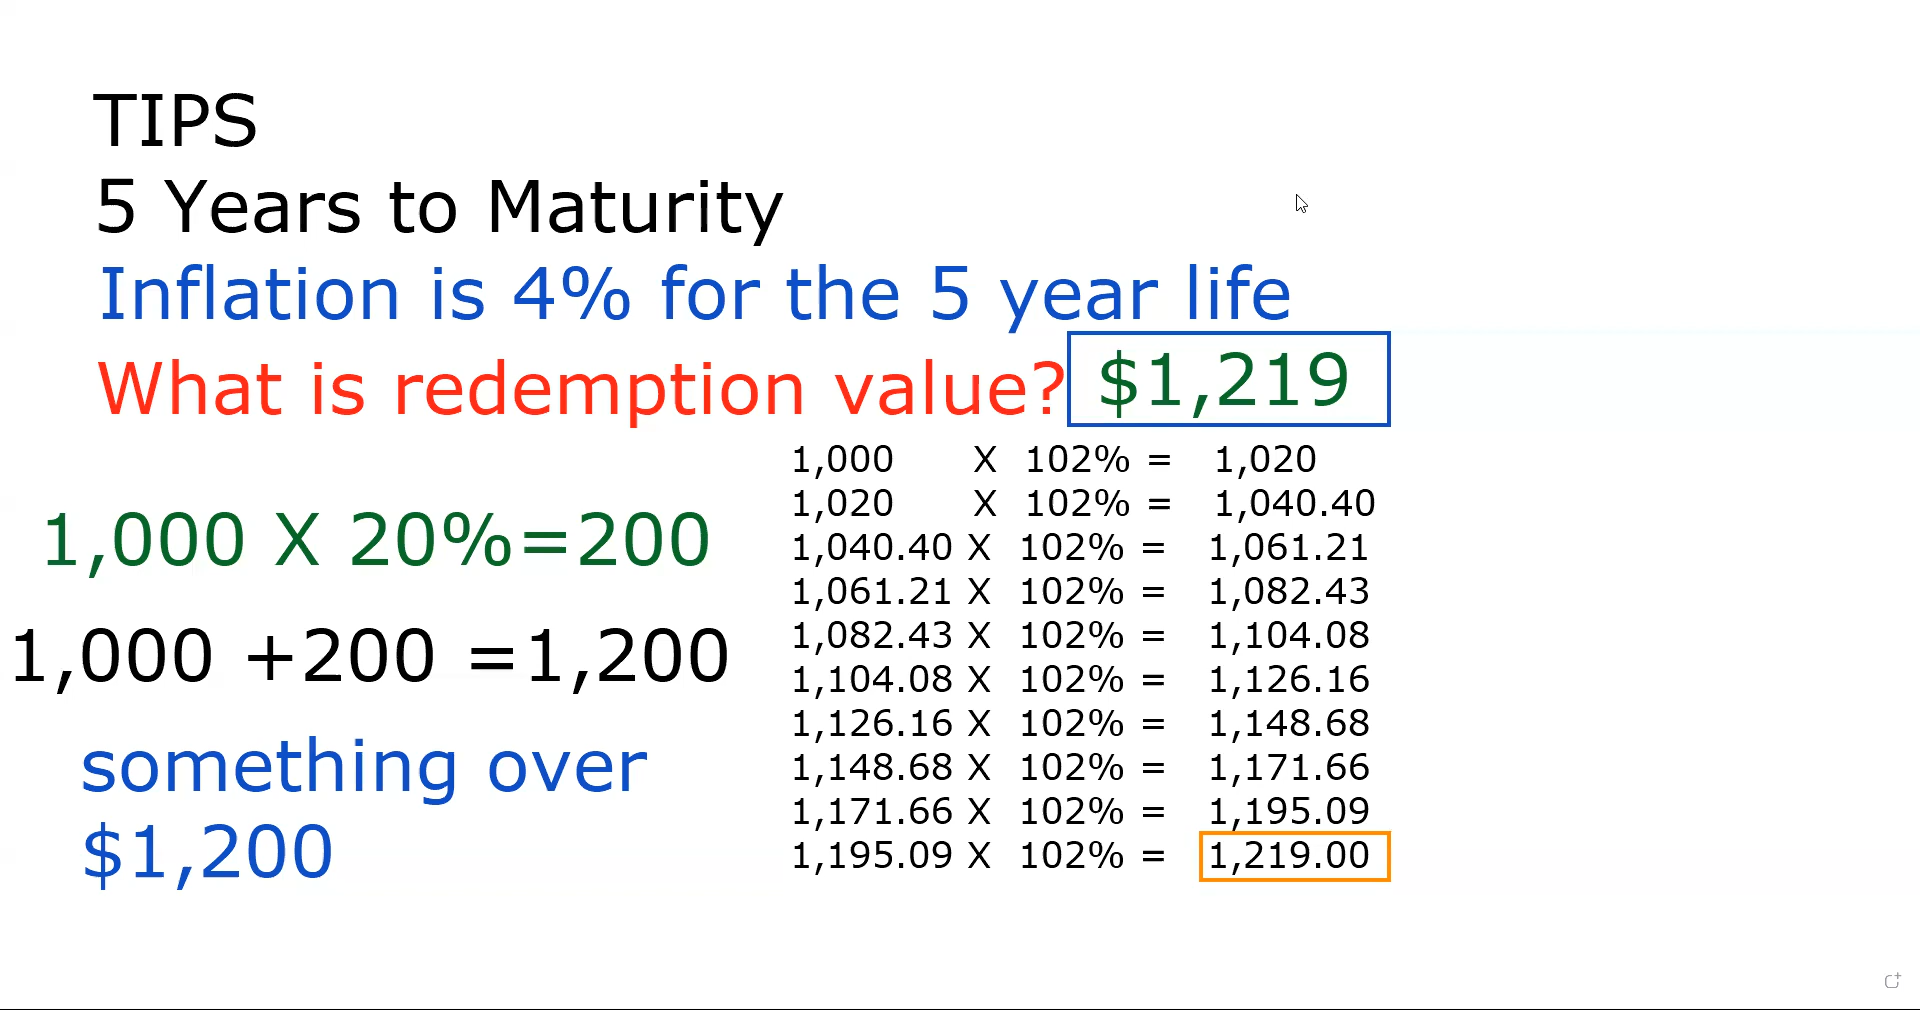 TIPS
5 Years to Maturity
Inflation is 4% for the 5 year life
What is redemption value? $1,219
1,000 X 20%=200
1,000 +200 =1,200
something over
$1,200
1,000 X 102% = 1,020
1,020 X 102% = 1,040.40
1,040.40 X 102% = 1,061.21
1,061.21 X 102% = 1,082.43
1,082.43 X 102% = 1,104.08
1,104.08 X 102% = 1,126.16
1,126.16 X 102% = 1,148.68
1,148.68 X 102% = 1,171.66
1,171.66 X 102% = 1,195.09
1,195.09 X 102% = 1,219.00